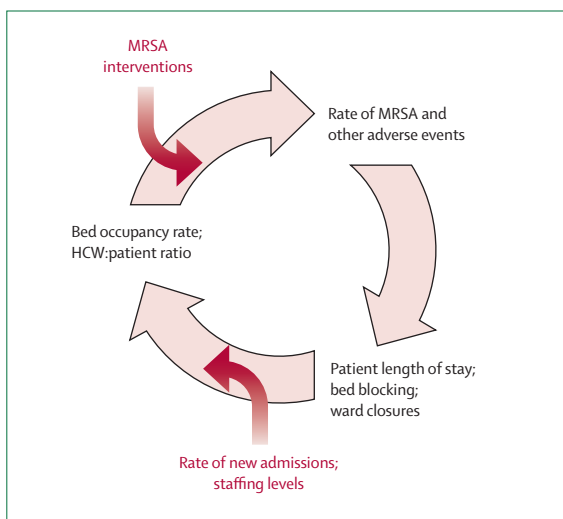 MRSA
interventions
Rate of MRSA and
other adverse events
Bed occupancy rate;
HCW:patient ratio
Patient length of stay;
bed blocking;
ward closures
Rate of new admissions;
staffing levels